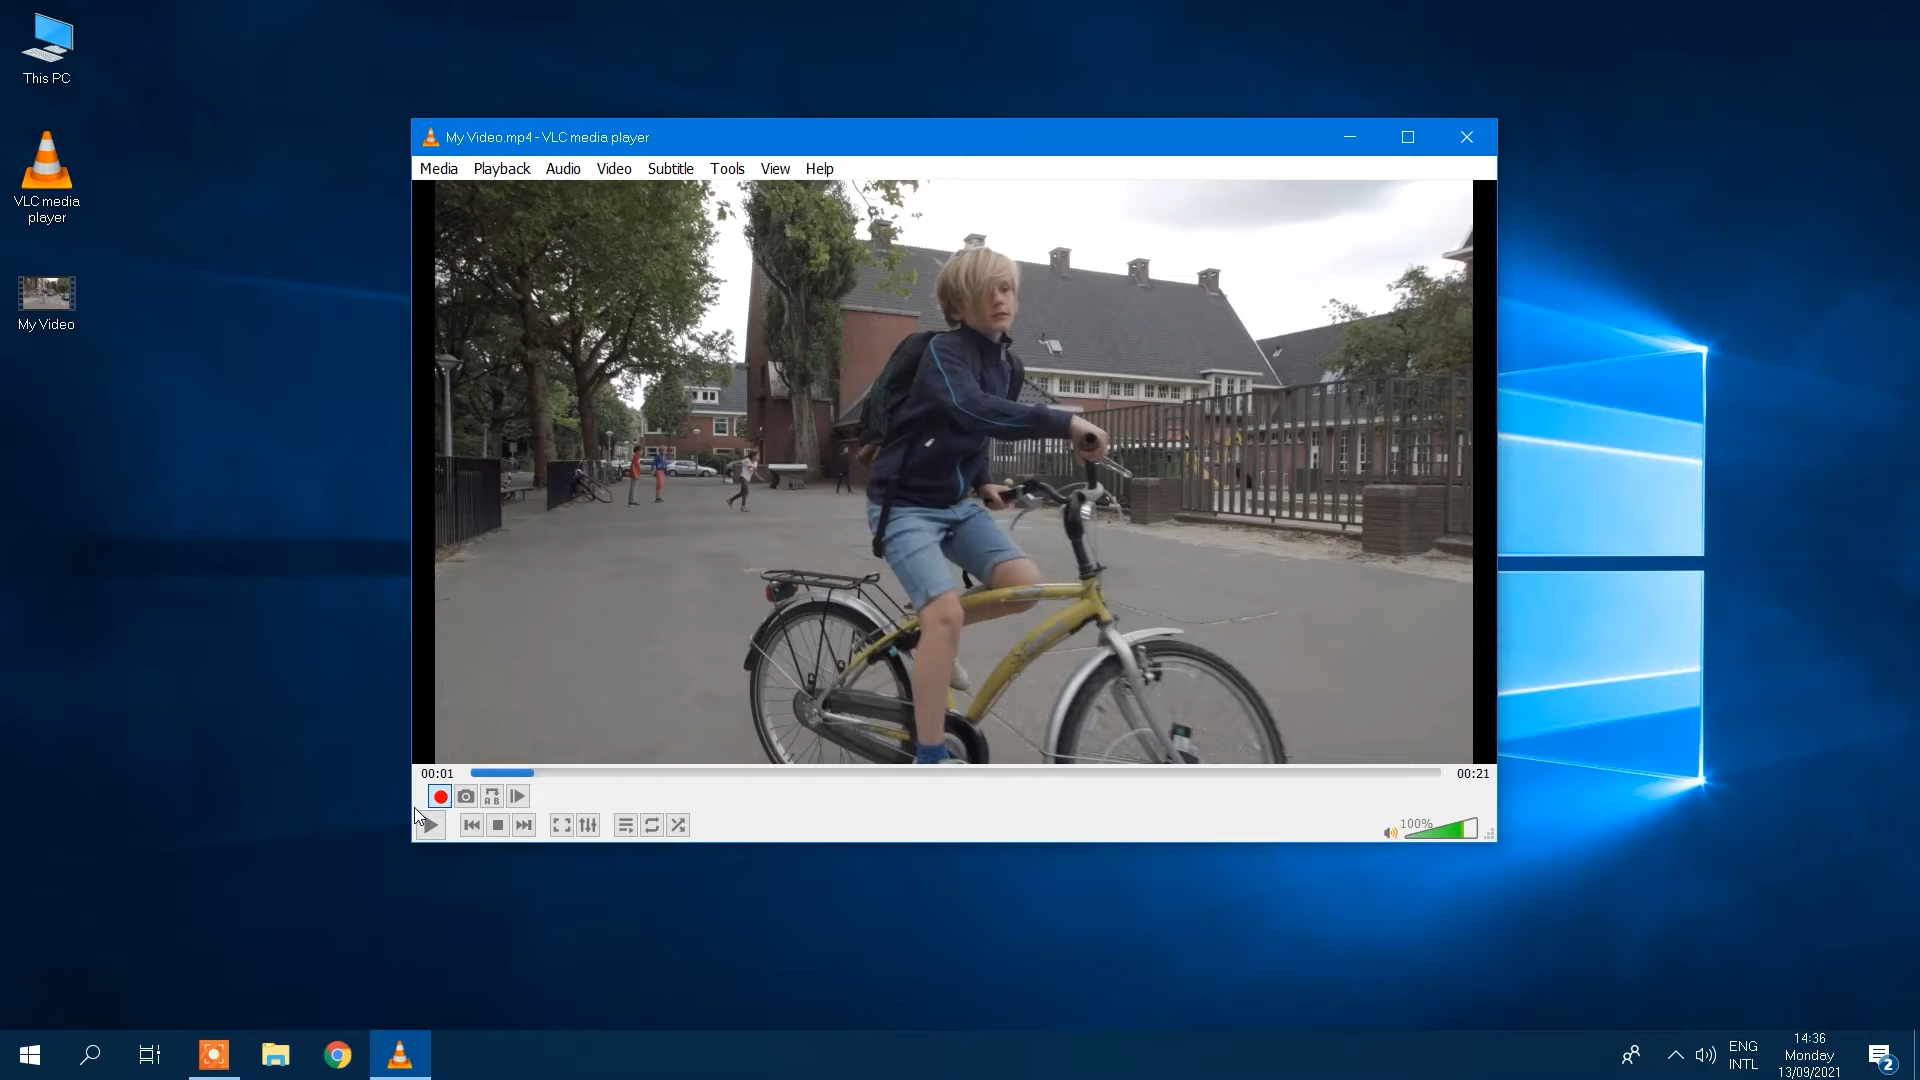 This PC
VLC media
player
My Video
My Video.mp4 - VLC media player
Media Playback Audio Video Subtitle Tools View Help
00:01
00:21
A B
100%
ENG
INTL
14:36
Monday
13/09/2021
2